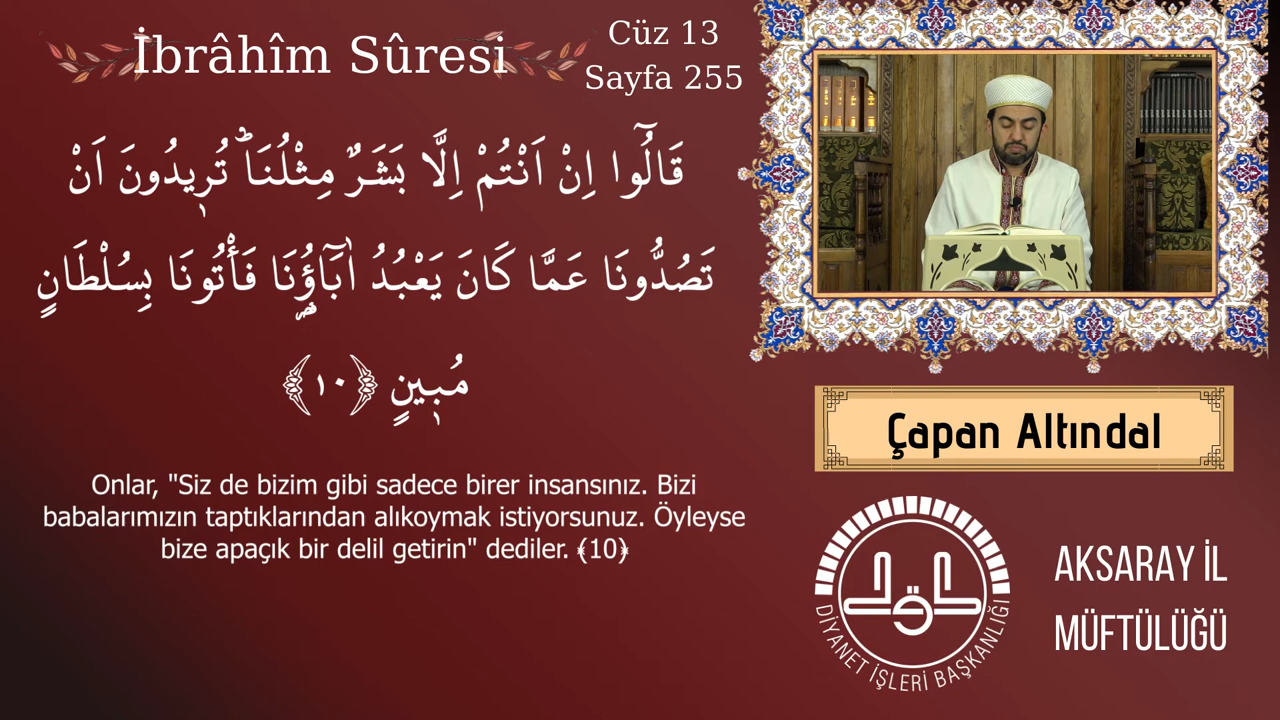 İbrâhîm Sûresi
Cüz 13
Sayfa 255
قَالُٓوا اِنْ اَنْتُمْ اِلَّا بَشَرٌ مِثْلُنَاۜ تُر۪يدُونَ اَنْ
تَصُدُّونَا عَمَّا كَانَ يَعْبُدُ اٰبَٓاؤُ۬نَا فَأْتُونَا بِسُلْطَانٍ
مُب۪ينٍ ﴿١٠﴾
Onlar, "Siz de bizim gibi sadece birer insansınız. Bizi
babalarımızın taptıklarından alıkoymak istiyorsunuz. Öyleyse
bize apaçık bir delil getirin" dediler. ﴾10﴿
Çapan Altındal
DİYANET İŞLERİ BAŞKANLIĞI
AKSARAY İL
MÜFTÜLÜĞÜ